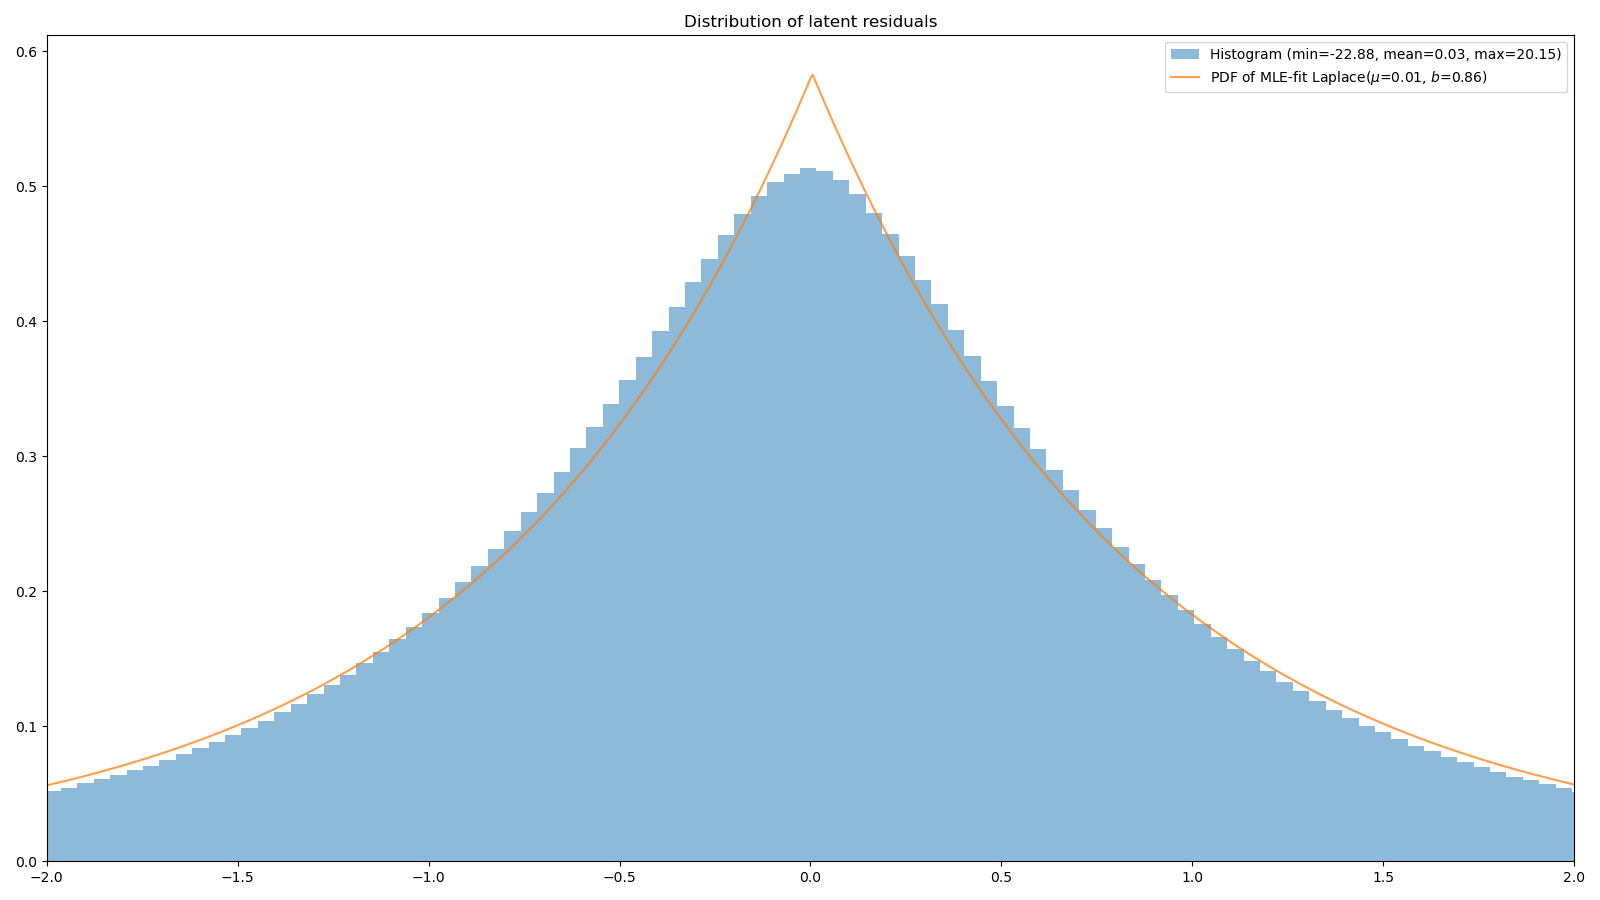 Distribution of latent residuals
Histogram (min=-22.88, mean=0.03, max=20.15)
PDF of MLE-fit Laplace(μ=0.01, b=0.86)
0.6
0.5
0.4
0.3
0.2
0.1
0.0
−2.0 −1.5 −1.0 −0.5 0.0 0.5 1.0 1.5 2.0